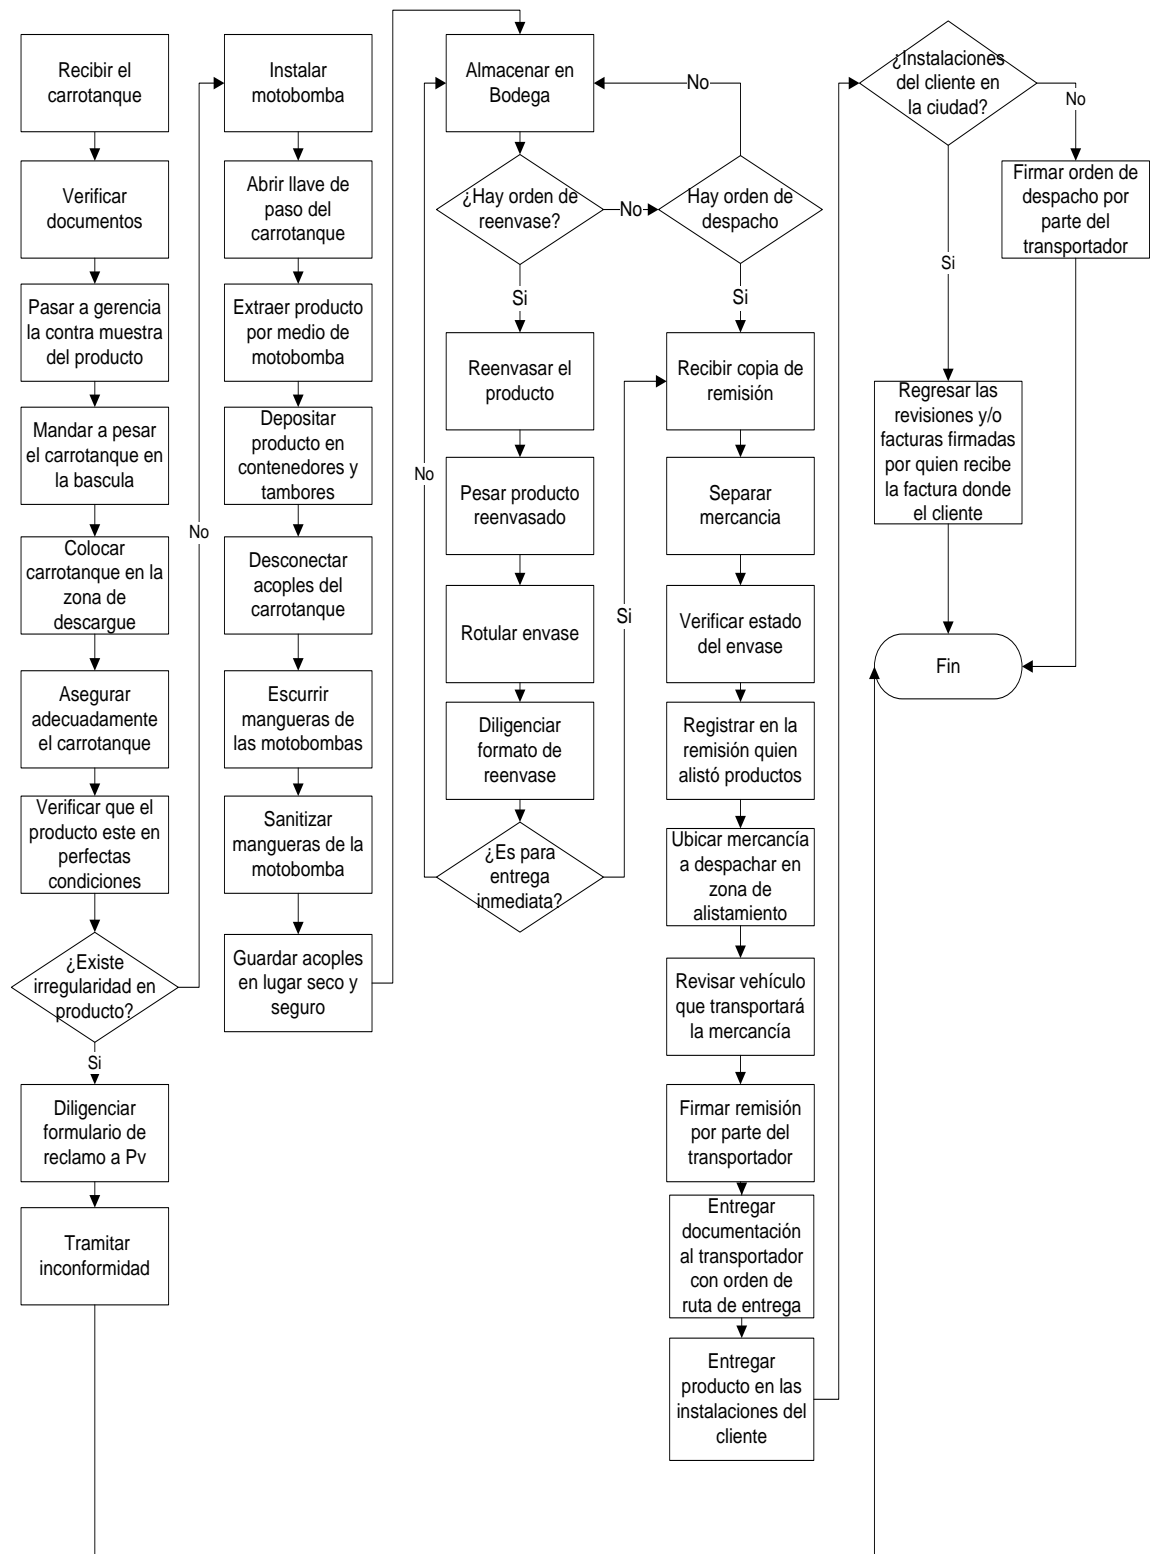 Recibir el
carrotanque
Verificar
documentos
Pasar a gerencia
la contra muestra
del producto
Mandar a pesar
el carrotanque en
la bascula
Colocar
carrotanque en la
zona de
descargue
Asegurar
adecuadamente
el carrotanque
Verificar que el
producto este en
perfectas
condiciones
¿Existe
irregularidad en
producto?
Si
Diligenciar
formulario de
reclamo a Pv
Tramitar
inconformidad
No
Instalar
motobomba
Abrir llave de
paso del
carrotanque
Extraer producto
por medio de
motobomba
Depositar
producto en
contenedores y
tambores
Desconectar
acoples del
carrotanque
Escurrir
mangueras de
las motobombas
Sanitizar
mangueras de la
motobomba
Guardar acoples
en lugar seco y
seguro
Almacenar en
Bodega
¿Hay orden de
reenvase?
No
Si
Reenvasar el
producto
Pesar producto
reenvasado
Rotular envase
Diligenciar
formato de
reenvase
¿Es para
entrega
inmediata?
No
Si
Hay orden de
despacho
No
Si
Recibir copia de
remisión
Separar
mercancia
Verificar estado
del envase
Registrar en la
remisión quien
alistó productos
Ubicar mercancía
a despachar en
zona de
alistamiento
Revisar vehículo
que transportará
la mercancía
Firmar remisión
por parte del
transportador
Entregar
documentación
al transportador
con orden de
ruta de entrega
Entregar
producto en las
instalaciones del
cliente
¿Instalaciones
del cliente en
la ciudad?
No
Firmar orden de
despacho por
parte del
transportador
Si
Regresar las
revisiones y/o
facturas firmadas
por quien recibe
la factura donde
el cliente
Fin